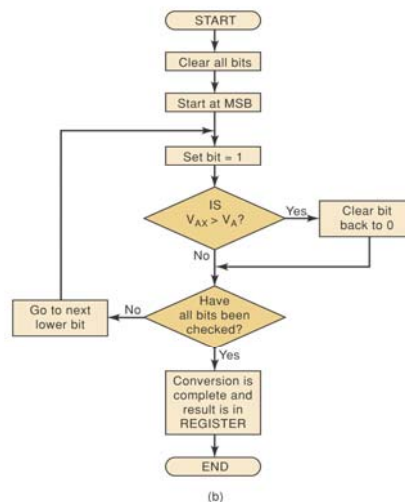 START
Clear all bits
Start at MSB
Set bit = 1
IS
VAX > VA?
Yes
Clear bit
back to 0
No
Have
all bits been
checked?
No
Go to next
lower bit
Yes
Conversion is
complete and
result is in
REGISTER
END
(b)